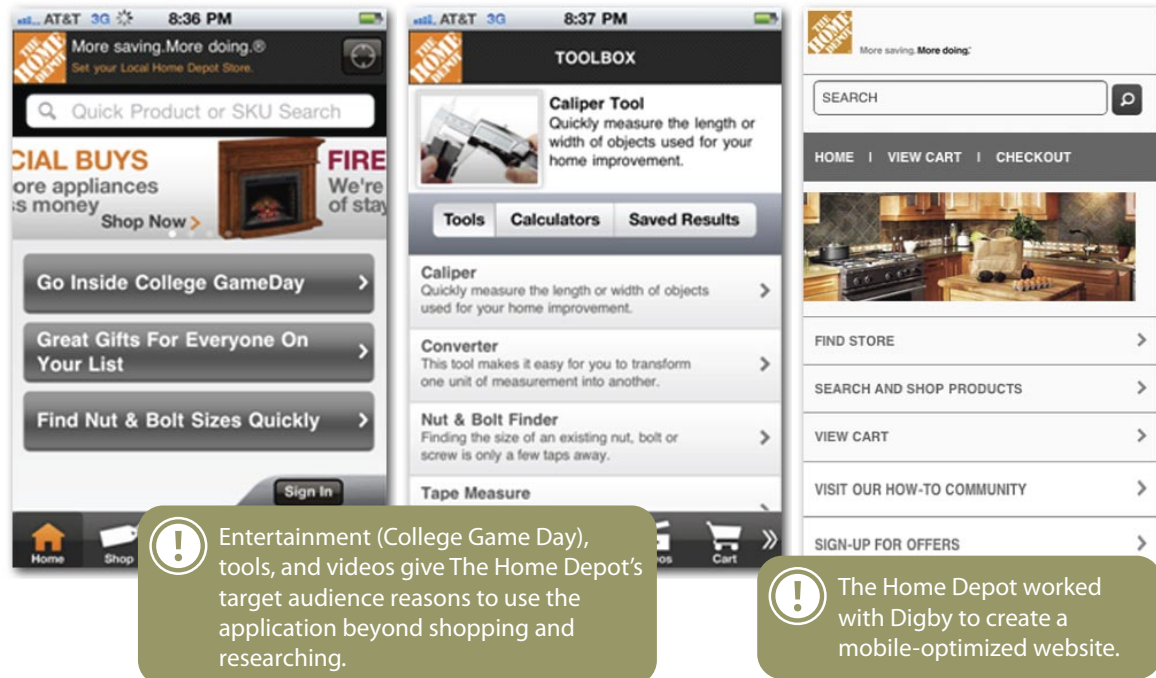 AT&T 3G 8:36 PM
THE HOME DEPOT
More saving.More doing.®
Set your Local Home Depot Store.
Quick Product or SKU Search
CIAL BUYS
ore appliances
s money
Shop Now >
FIRE
We're
of stay
Go Inside College GameDay
Great Gifts For Everyone On
Your List
Find Nut & Bolt Sizes Quickly
Sign In
Home Shop
AT&T 3G 8:37 PM
THE HOME DEPOT
TOOLBOX
Caliper Tool
Quickly measure the length or
width of objects used for your
home improvement.
Tools Calculators Saved Results
Caliper
Quickly measure the length or width of objects
used for your home improvement.
Converter
This tool makes it easy for you to transform
one unit of measurement into another.
Nut & Bolt Finder
Finding the size of an existing nut, bolt or
screw is only a few taps away.
Tape Measure
Cart
THE HOME DEPOT
More saving. More doing.
SEARCH
HOME | VIEW CART | CHECKOUT
FIND STORE
SEARCH AND SHOP PRODUCTS
VIEW CART
VISIT OUR HOW-TO COMMUNITY
SIGN-UP FOR OFFERS
Entertainment (College Game Day),
tools, and videos give The Home Depot's
target audience reasons to use the
application beyond shopping and
researching.
The Home Depot worked
with Digby to create a
mobile-optimized website.